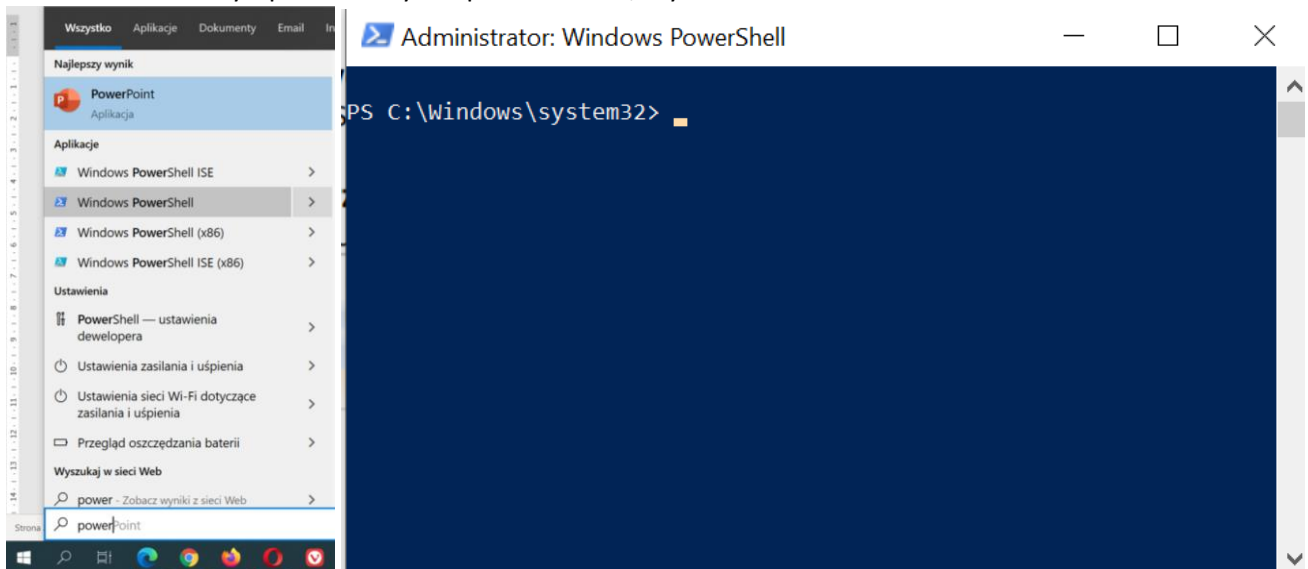 Wszystko Aplikacje Dokumenty Email In
Najlepszy wynik
PowerPoint
Aplikacja
Aplikacje
Windows PowerShell ISE
Windows PowerShell
Windows PowerShell (x86)
Windows PowerShell ISE (x86)
Ustawienia
PowerShell — ustawienia
dewelopera
Ustawienia zasilania i uśpienia
Ustawienia sieci Wi-Fi dotyczące
zasilania i uśpienia
Przegląd oszczędzania baterii
Wyszukaj w sieci Web
power - Zobacz wyniki z sieci Web
Strona
powerPoint
Administrator: Windows PowerShell
PS C:\Windows\system32>